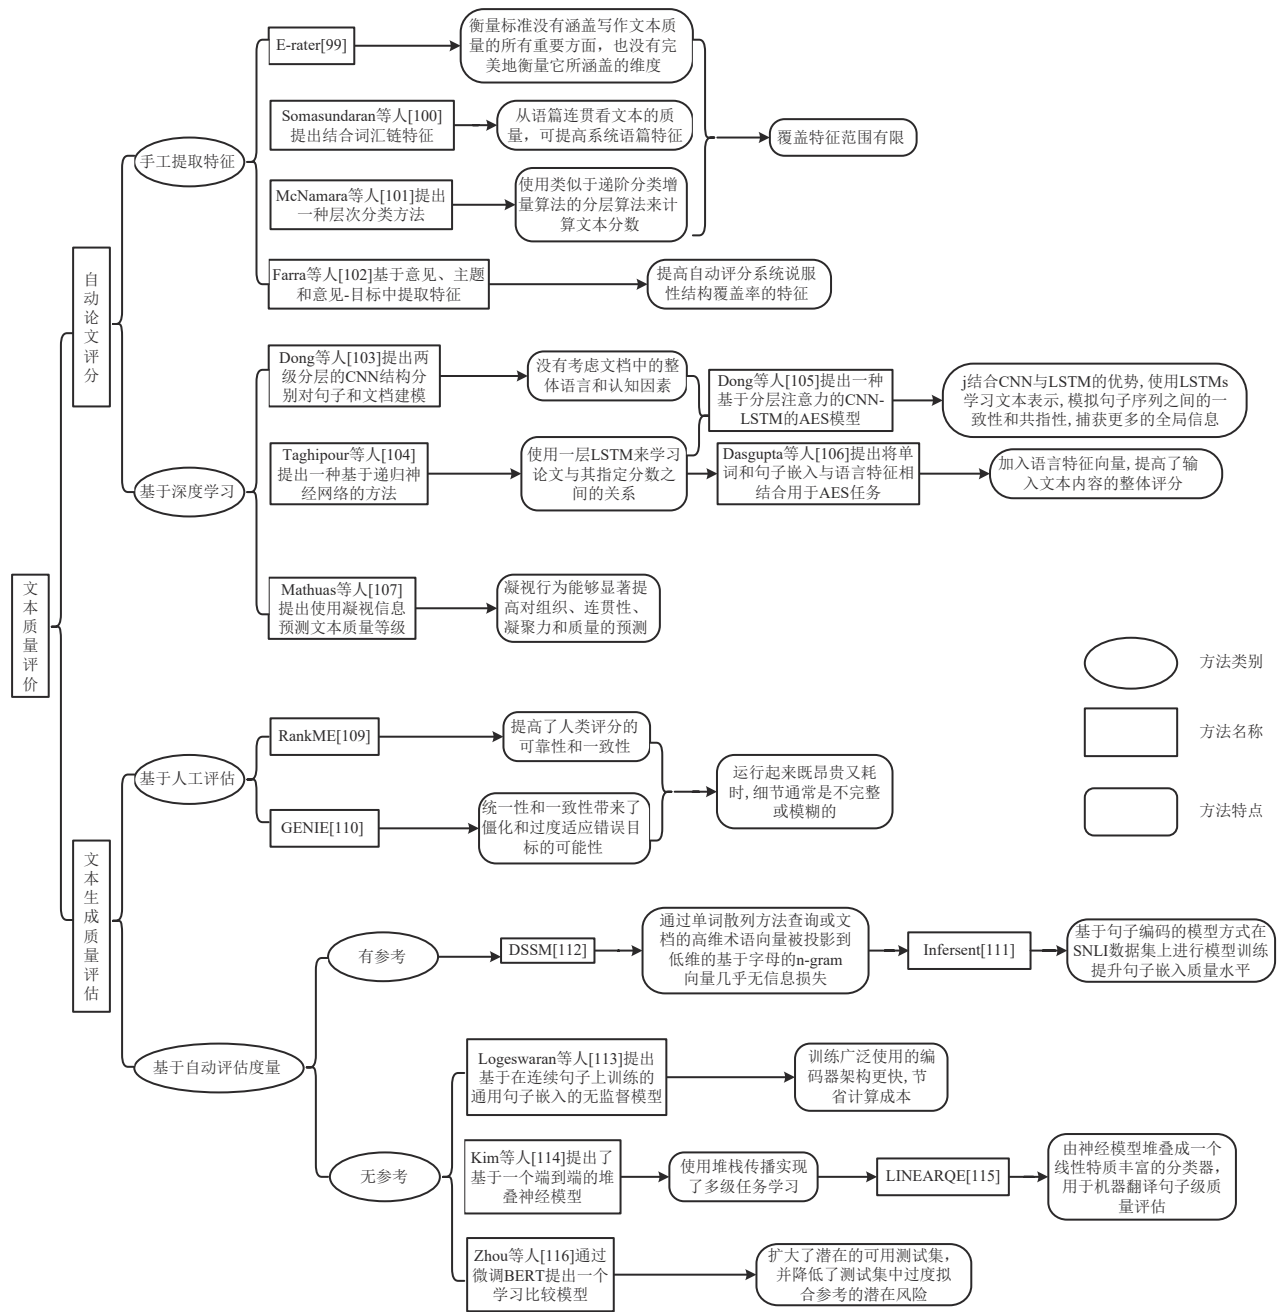 文本质量评价
自动论文评分
手工提取特征
E-rater[99]
衡量标准没有涵盖写作文本质
量的所有重要方面，也没有完
美地衡量它所涵盖的维度
Somasundaran等人[100]
提出结合词汇链特征
从语篇连贯看文本的质
量，可提高系统语篇特征
McNamara等人[101]提出
一种层次分类方法
使用类似于递阶分类增
量算法的分层算法来计
算文本分数
覆盖特征范围有限
Farra等人[102]基于意见、主题
和意见-目标中提取特征
提高自动评分系统说服
性结构覆盖率的特征
基于深度学习
Dong等人[103]提出两
级分层的CNN结构分
别对句子和文档建模
没有考虑文档中的整
体语言和认知因素
Dong等人[105]提出一种
基于分层注意力的CNN-
LSTM的AES模型
j结合CNN与LSTM的优势, 使用LSTMs
学习文本表示, 模拟句子序列之间的一
致性和共指性, 捕获更多的全局信息
Taghipour等人[104]
提出一种基于递归神
经网络的方法
使用一层LSTM来学习
论文与其指定分数之
间的关系
Dasgupta等人[106]提出将单
词和句子嵌入与语言特征相
结合用于AES任务
加入语言特征向量, 提高了输
入文本内容的整体评分
Mathuas等人[107]
提出使用凝视信息
预测文本质量等级
凝视行为能够显著提
高对组织、连贯性、
凝聚力和质量的预测
方法类别
方法名称
方法特点
文本生成质量评估
基于人工评估
RankME[109]
提高了人类评分的
可靠性和一致性
GENIE[110]
统一性和一致性带来了
僵化和过度适应错误目
标的可能性
运行起来既昂贵又耗
时, 细节通常是不完整
或模糊的
基于自动评估度量
有参考
DSSM[112]
通过单词散列方法查询或文
档的高维术语向量被投影到
低维的基于字母的n-gram
向量几乎无信息损失
Infersent[111]
基于句子编码的模型方式在
SNLI数据集上进行模型训练
提升句子嵌入质量水平
无参考
Logeswaran等人[113]提出
基于在连续句子上训练的
通用句子嵌入的无监督模型
训练广泛使用的编
码器架构更快, 节
省计算成本
Kim等人[114]提出了
基于一个端到端的堆
叠神经模型
使用堆栈传播实现
了多级任务学习
LINEARQE[115]
由神经模型堆叠成一个
线性特质丰富的分类器，
用于机器翻译句子级质
量评估
Zhou等人[116]通过
微调BERT提出一个
学习比较模型
扩大了潜在的可用测试集，
并降低了测试集中过度拟
合参考的潜在风险